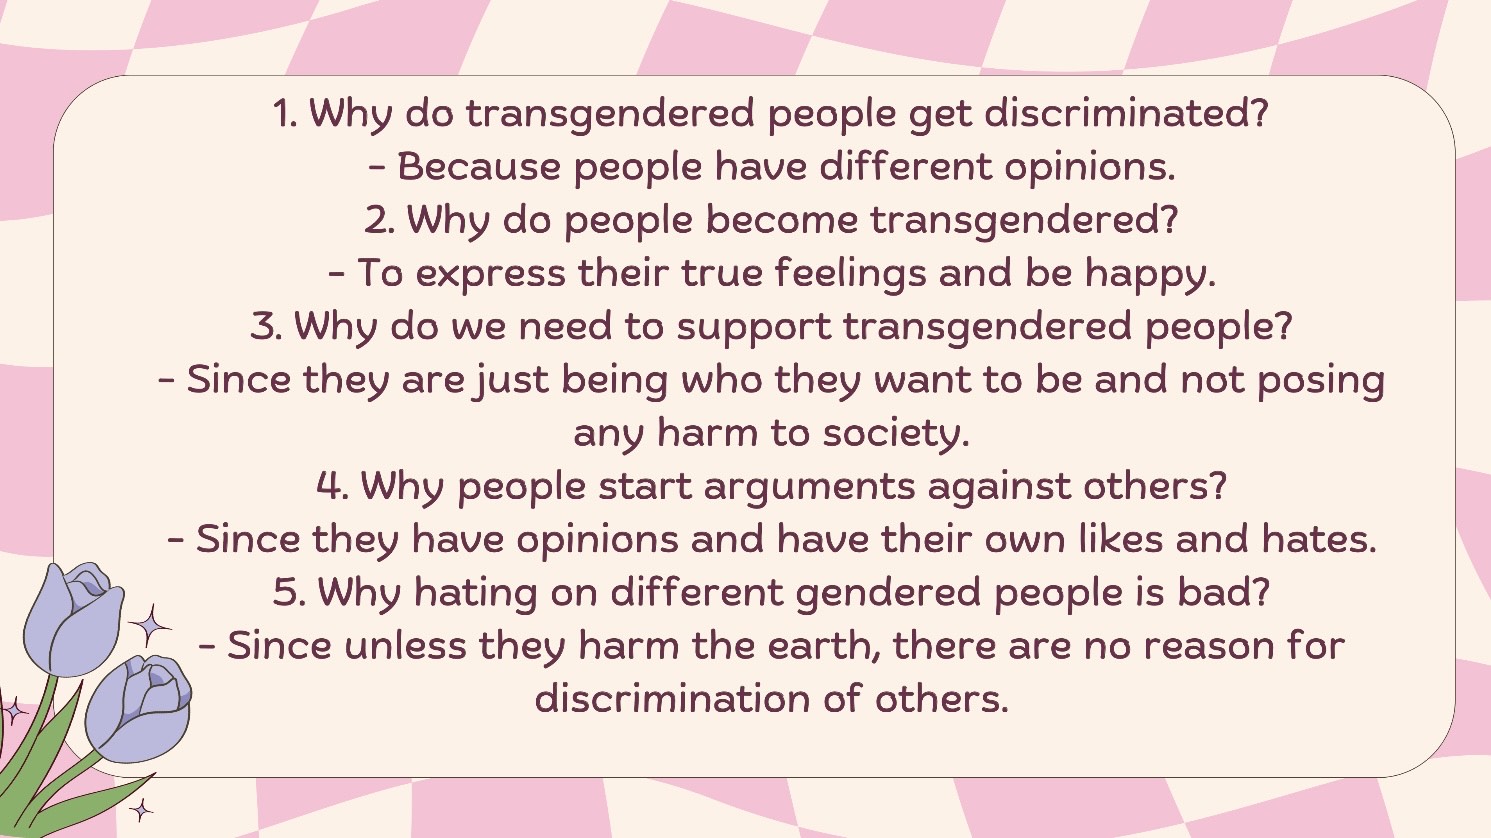 1. Why do transgendered people get discriminated?
- Because people have different opinions.
2. Why do people become transgendered?
- To express their true feelings and be happy.
3. Why do we need to support transgendered people?
- Since they are just being who they want to be and not posing
any harm to society.
4. Why people start arguments against others?
- Since they have opinions and have their own likes and hates.
5. Why hating on different gendered people is bad?
- Since unless they harm the earth, there are no reason for
discrimination of others.